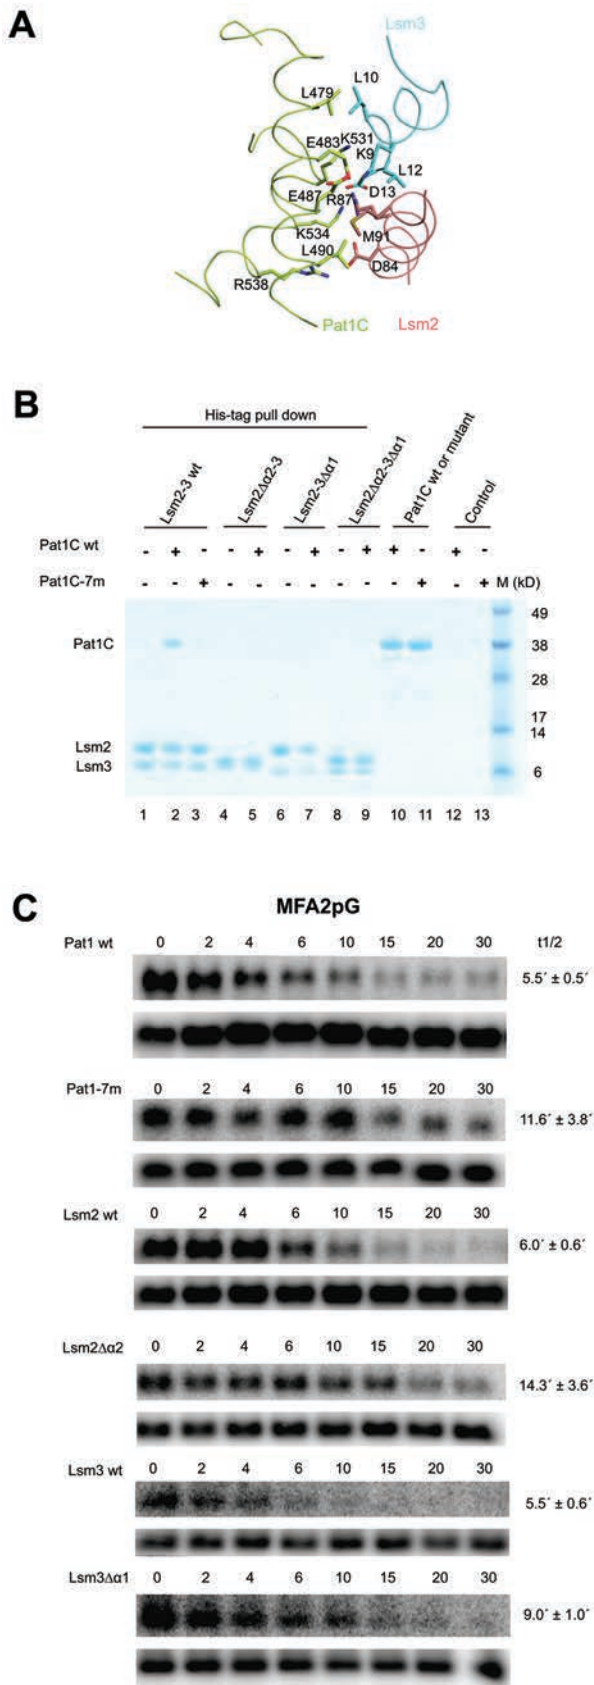 A
Lsm3
L10
L479
E483 K531
K9
L12
E487
R87
D13
K534
M91
L490
D84
R538
Pat1C
Lsm2
B
His-tag pull down
Lsm2-3 wt
Lsm2Δα2-3
Lsm2-3Δα1
Lsm2Δα2-3Δα1
Pat1C wt or mutant
Control
Pat1C wt - + - - + - + - + + - + -
Pat1C-7m - - + - - - - - - - + - + M (kD)
49
Pat1C 38
28
17
14
Lsm2
Lsm3
6
1 2 3 4 5 6 7 8 9 10 11 12 13
C
MFA2pG
Pat1 wt 0 2 4 6 10 15 20 30 t1/2
5.5´ ± 0.5´
Pat1-7m 0 2 4 6 10 15 20 30
11.6´ ± 3.8´
Lsm2 wt 0 2 4 6 10 15 20 30
6.0´ ± 0.6´
Lsm2Δα2 0 2 4 6 10 15 20 30
14.3´ ± 3.6´
Lsm3 wt 0 2 4 6 10 15 20 30
5.5´ ± 0.6´
Lsm3Δα1 0 2 4 6 10 15 20 30
9.0´ ± 1.0´